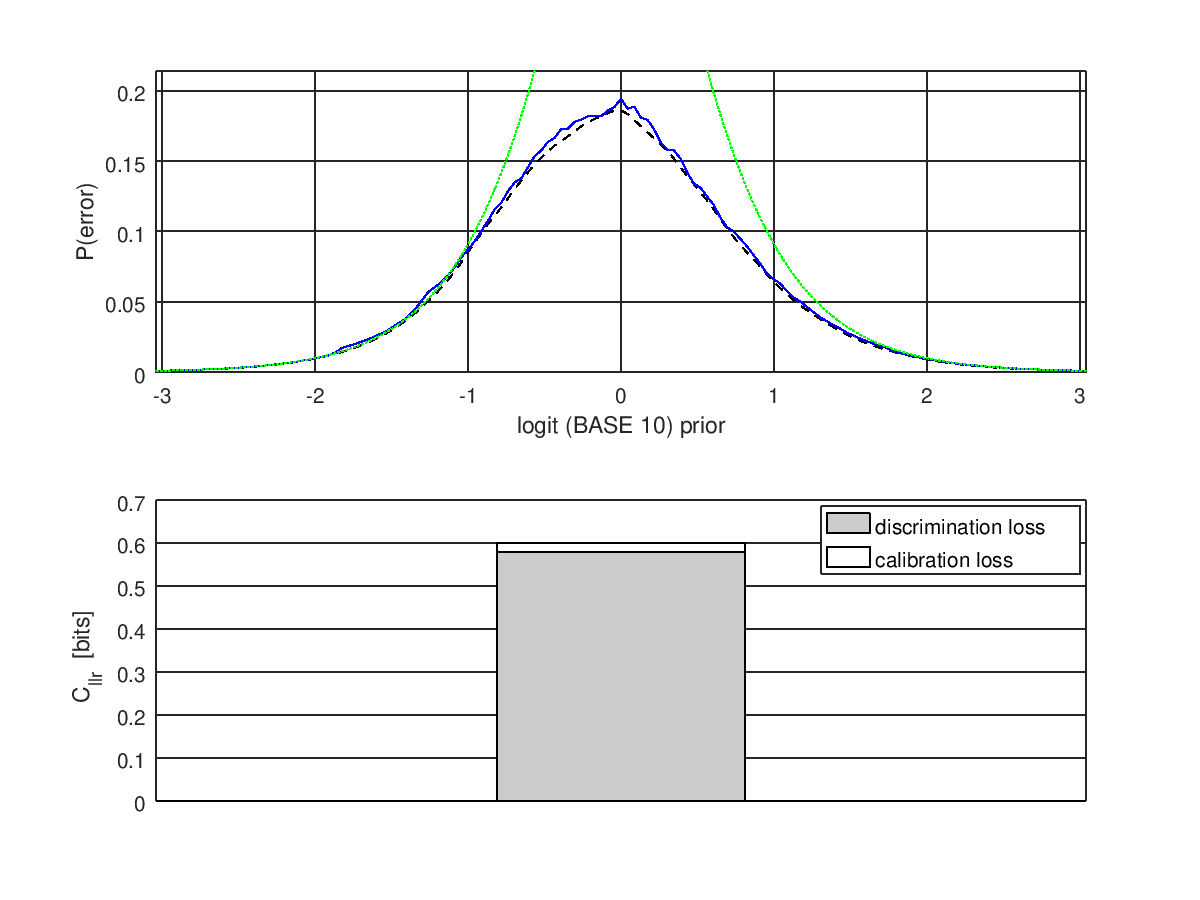 0.2
0.15
0.1
0.05
0
P(error)
-3 -2 -1 0 1 2 3
logit (BASE 10) prior
0.7
0.6
0.5
0.4
0.3
0.2
0.1
0
C_llr [bits]
discrimination loss
calibration loss